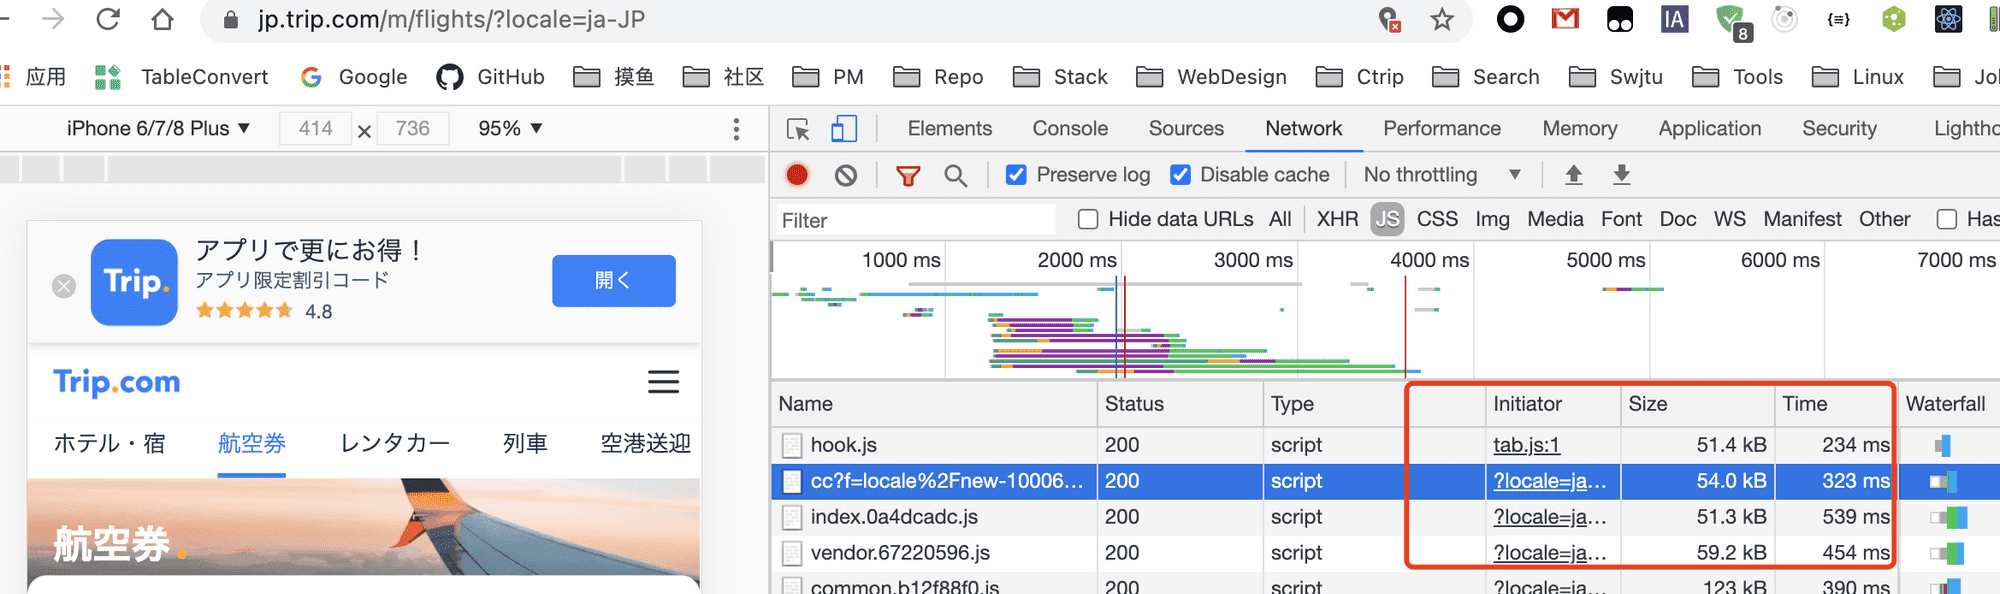 jp.trip.com/m/flights/?locale=ja-JP
IA
8
{≡}
应用 TableConvert Google GitHub 摸鱼 社区 PM Repo Stack WebDesign Ctrip Search Swjtu Tools Linux
iPhone 6/7/8 Plus ▼ 414 × 736 95% ▼
Elements Console Sources Network Performance Memory Application Security Lightho
Preserve log Disable cache No throttling ▼
Filter Hide data URLs All XHR JS CSS Img Media Font Doc WS Manifest Other Has
1000 ms 2000 ms 3000 ms 4000 ms 5000 ms 6000 ms 7000 ms
Trip.
アプリで更にお得！
アプリ限定割引コード
4.8
開く
Trip.com
ホテル・宿 航空券 レンタカー 列車 空港送迎
航空券.
Name Status Type Initiator Size Time Waterfall
hook.js 200 script tab.js:1 51.4 kB 234 ms
cc?f=locale%2Fnew-10006... 200 script ?locale=ja... 54.0 kB 323 ms
index.0a4dcadc.js 200 script ?locale=ja... 51.3 kB 539 ms
vendor.67220596.js 200 script ?locale=ja... 59.2 kB 454 ms
common.b12f88f0.js 200 script ?locale=ja... 123 kB 390 ms